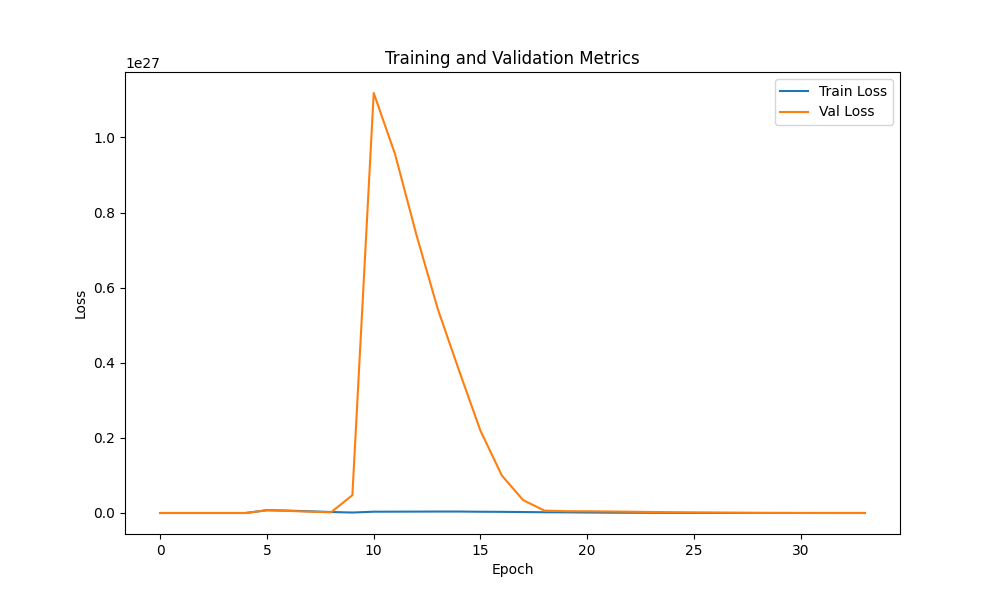 Training and Validation Metrics
1e27
Train Loss
Val Loss
1.0
0.8
0.6
0.4
0.2
0.0
Loss
0 5 10 15 20 25 30
Epoch